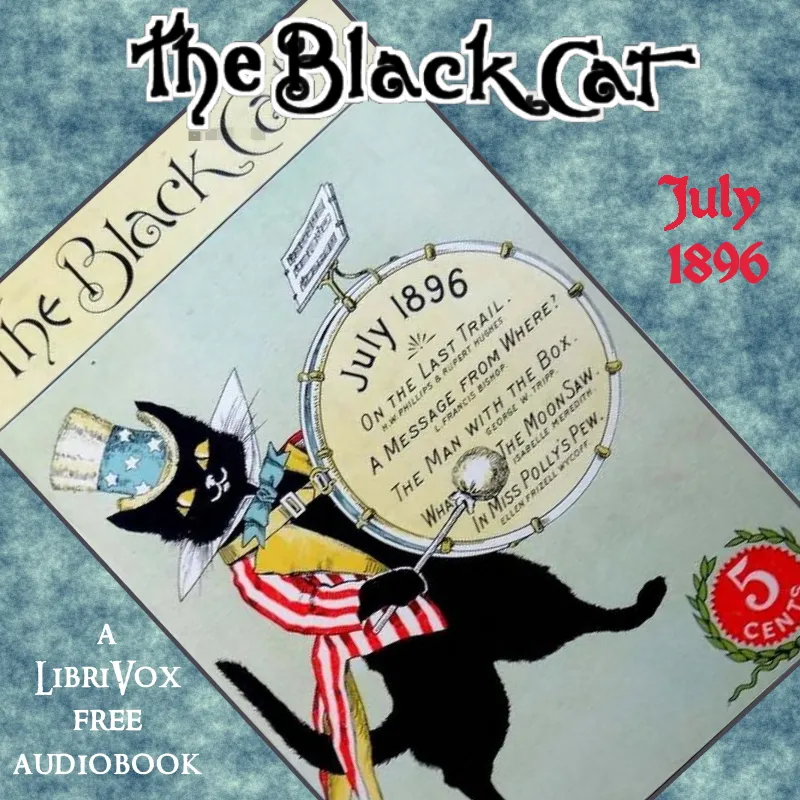 The Black Cat
July
1896
The Black Cat
July 1896
On the Last Trail.
H.W. Phillips & Rupert Hughes
A Message from Where?
L. Francis Bishop.
The Man with the Box.
George W. Tripp.
The Moon Saw.
Isabelle Meredith.
In Miss Polly's Pew.
Ellen Frizell Wycoff.
5
CENTS
A
LibriVox
free
audiobook